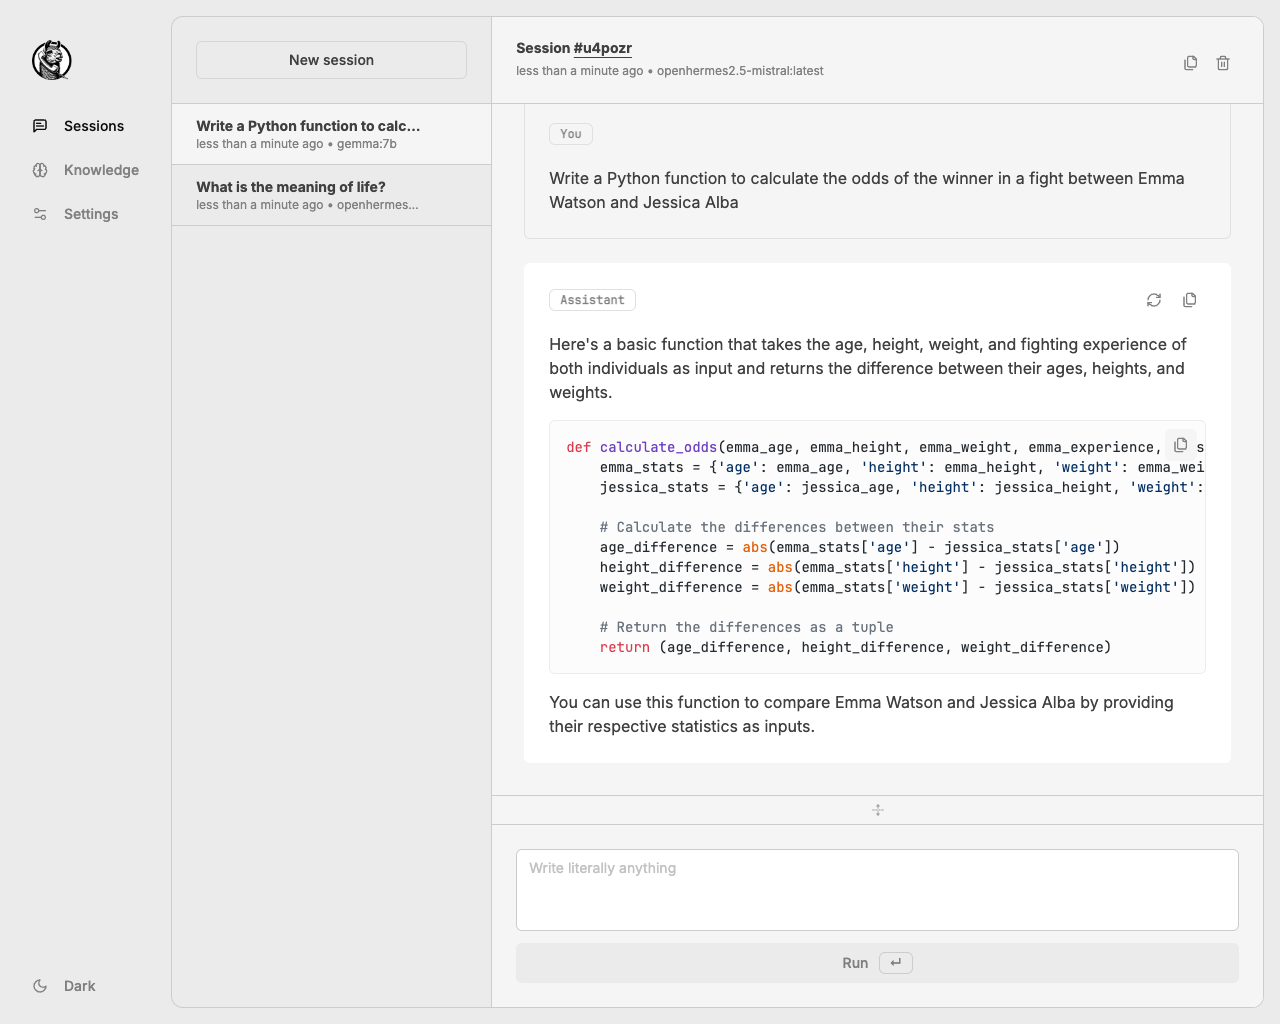 Sessions
Knowledge
Settings
Dark
New session
Write a Python function to calc...
less than a minute ago • gemma:7b
What is the meaning of life?
less than a minute ago • openhermes...
Session #u4pozr
less than a minute ago • openhermes2.5-mistral:latest
You
Write a Python function to calculate the odds of the winner in a fight between Emma
Watson and Jessica Alba
Assistant
Here's a basic function that takes the age, height, weight, and fighting experience of
both individuals as input and returns the difference between their ages, heights, and
weights.
def calculate_odds(emma_age, emma_height, emma_weight, emma_experience,
    emma_stats = {'age': emma_age, 'height': emma_height, 'weight': emma_wei
    jessica_stats = {'age': jessica_age, 'height': jessica_height, 'weight':
    # Calculate the differences between their stats
    age_difference = abs(emma_stats['age'] - jessica_stats['age'])
    height_difference = abs(emma_stats['height'] - jessica_stats['height'])
    weight_difference = abs(emma_stats['weight'] - jessica_stats['weight'])
    # Return the differences as a tuple
    return (age_difference, height_difference, weight_difference)
You can use this function to compare Emma Watson and Jessica Alba by providing
their respective statistics as inputs.
Write literally anything
Run